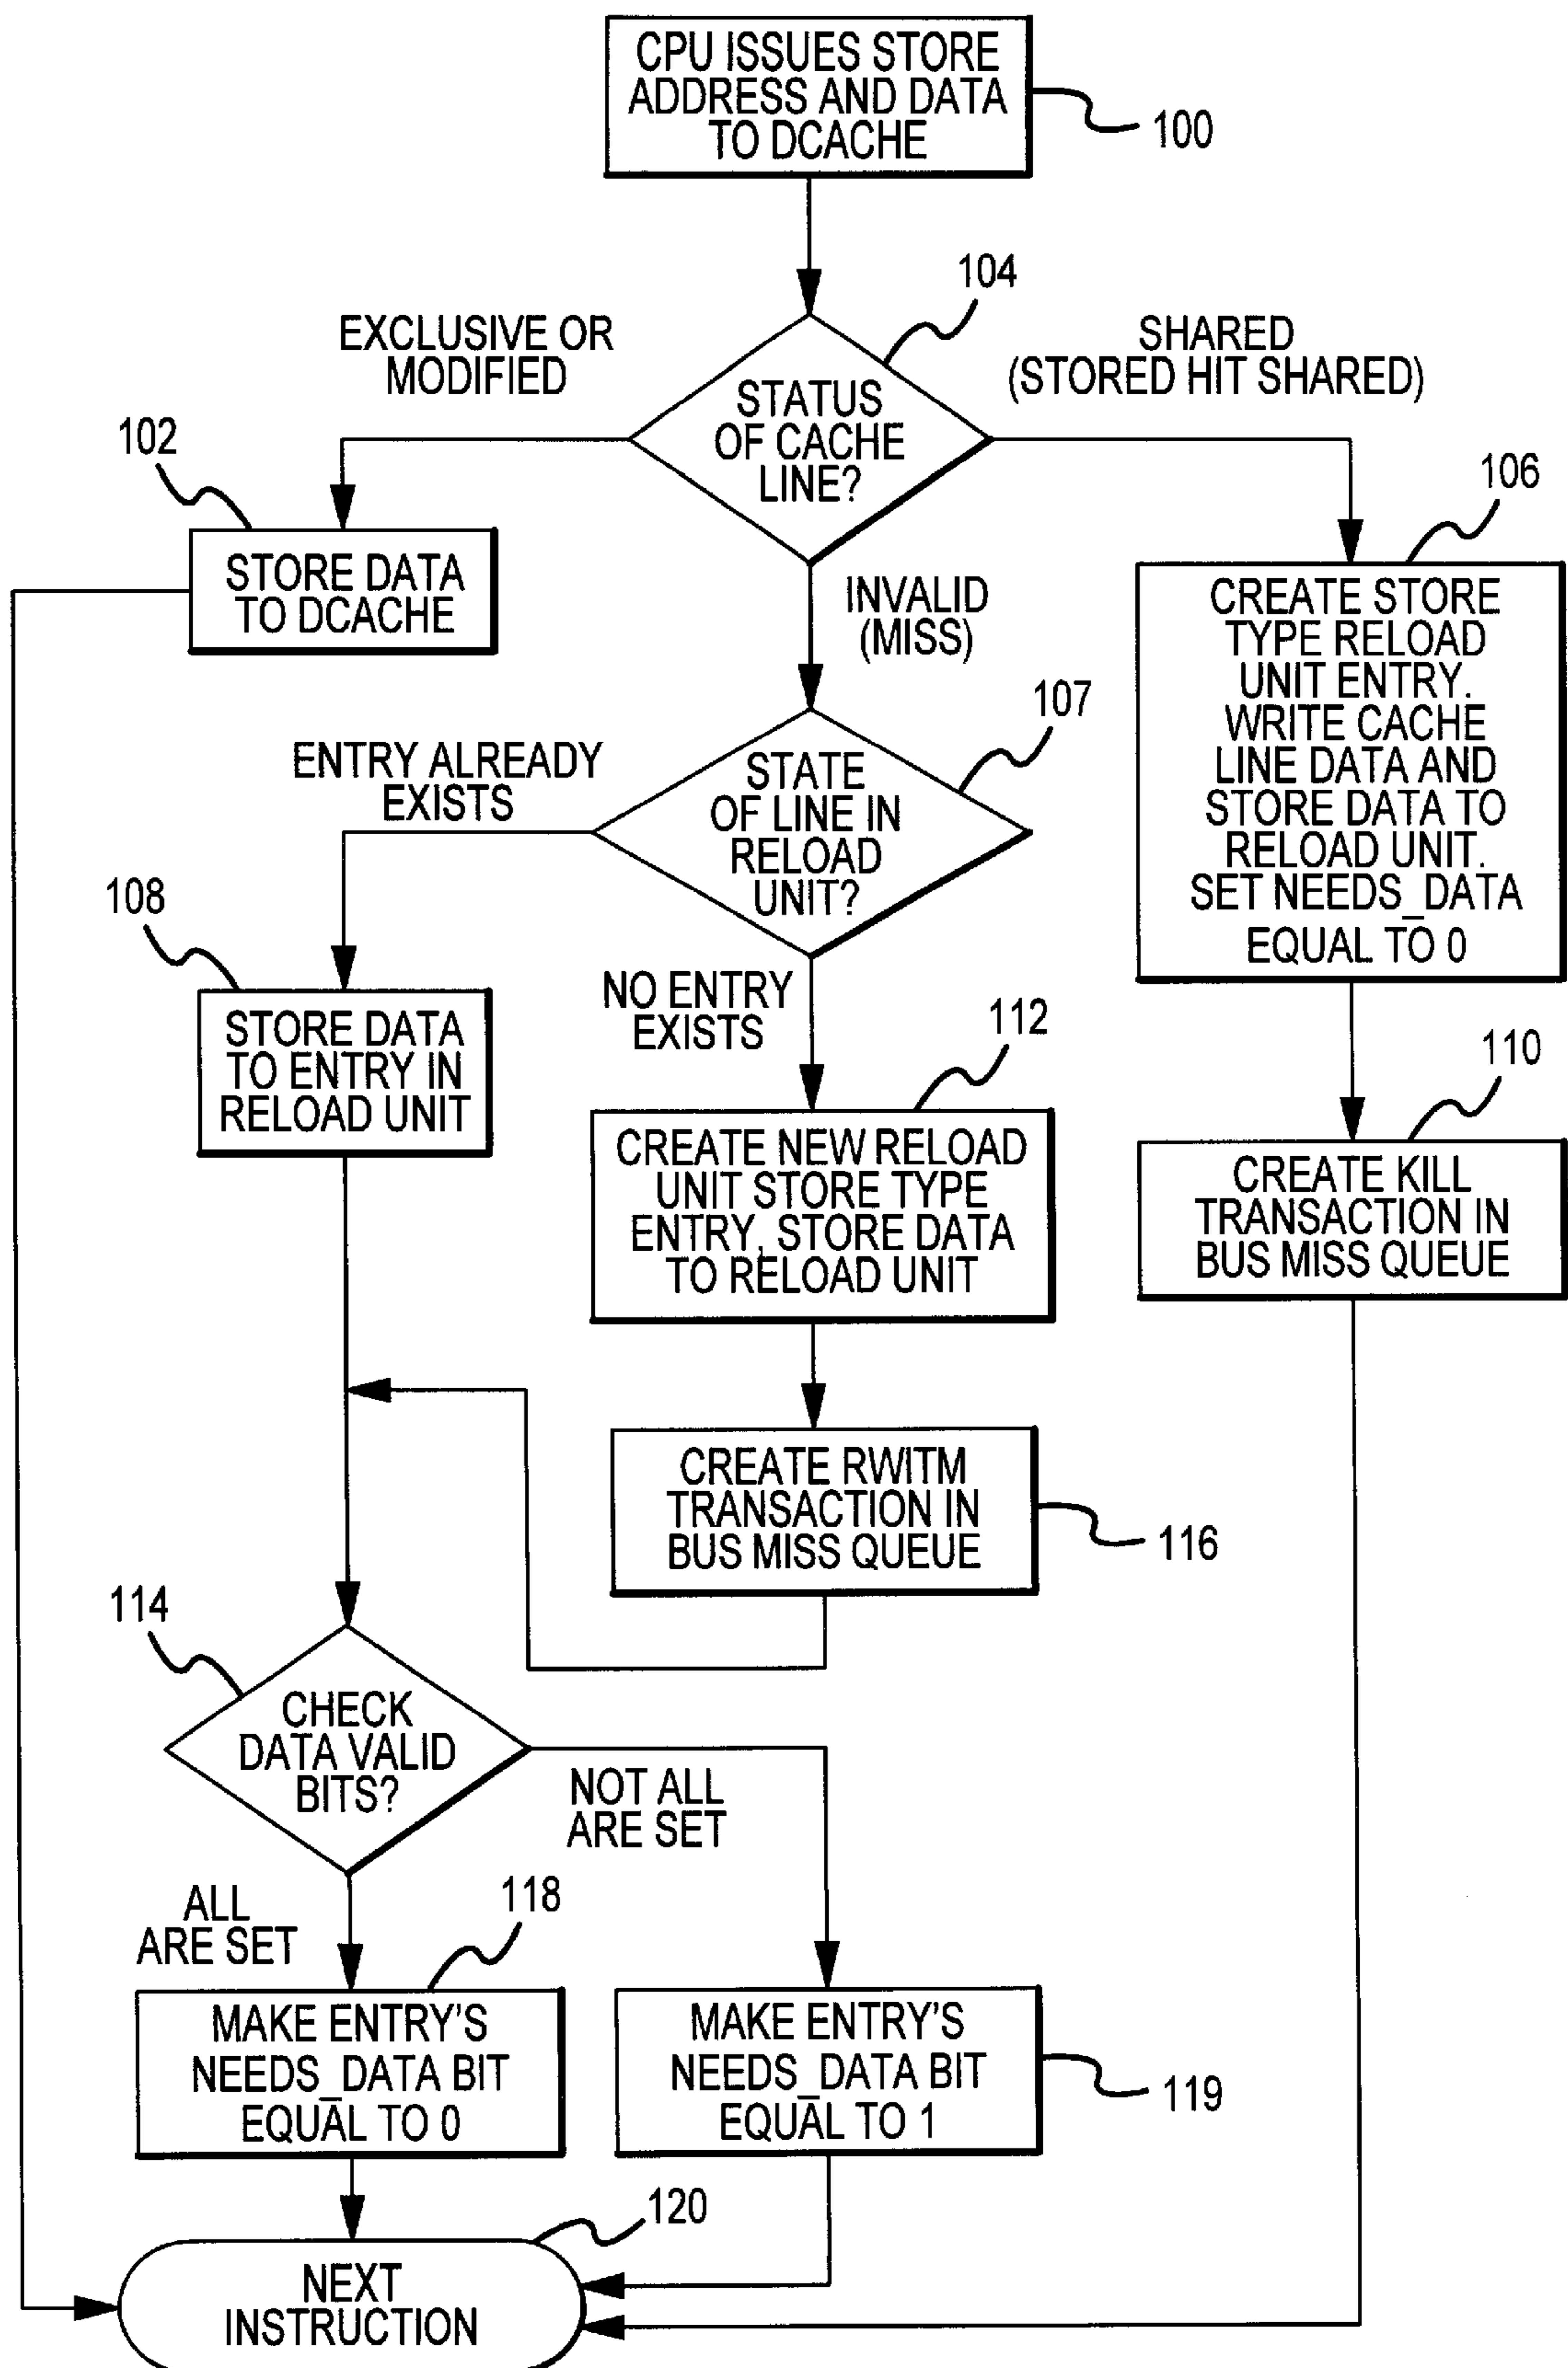 CPU ISSUES STORE
ADDRESS AND DATA
TO DCACHE
100
104
EXCLUSIVE OR
MODIFIED
SHARED
(STORED HIT SHARED)
STATUS
OF CACHE
LINE?
102
106
STORE DATA
TO DCACHE
INVALID
(MISS)
CREATE STORE
TYPE RELOAD
UNIT ENTRY.
WRITE CACHE
LINE DATA AND
STORE DATA TO
RELOAD UNIT.
SET NEEDS_DATA
EQUAL TO 0
107
ENTRY ALREADY
EXISTS
STATE
OF LINE IN
RELOAD
UNIT?
108
NO ENTRY
EXISTS
112
110
STORE DATA
TO ENTRY IN
RELOAD UNIT
CREATE NEW RELOAD
UNIT STORE TYPE
ENTRY, STORE DATA
TO RELOAD UNIT
CREATE KILL
TRANSACTION IN
BUS MISS QUEUE
CREATE RWITM
TRANSACTION IN
BUS MISS QUEUE
116
114
CHECK
DATA VALID
BITS?
NOT ALL
ARE SET
ALL
ARE SET
118
MAKE ENTRY'S
NEEDS_DATA BIT
EQUAL TO 0
MAKE ENTRY'S
NEEDS_DATA BIT
EQUAL TO 1
119
120
NEXT
INSTRUCTION